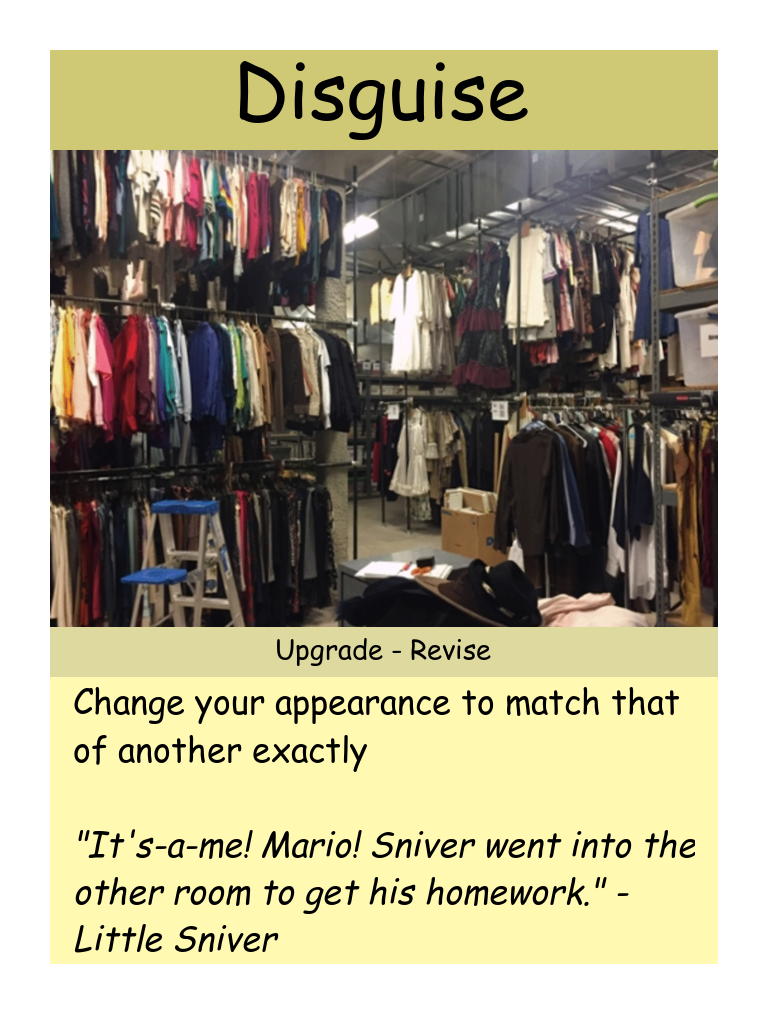 Disguise
Upgrade - Revise
Change your appearance to match that
of another exactly
"It's-a-me! Mario! Sniver went into the
other room to get his homework." -
Little Sniver